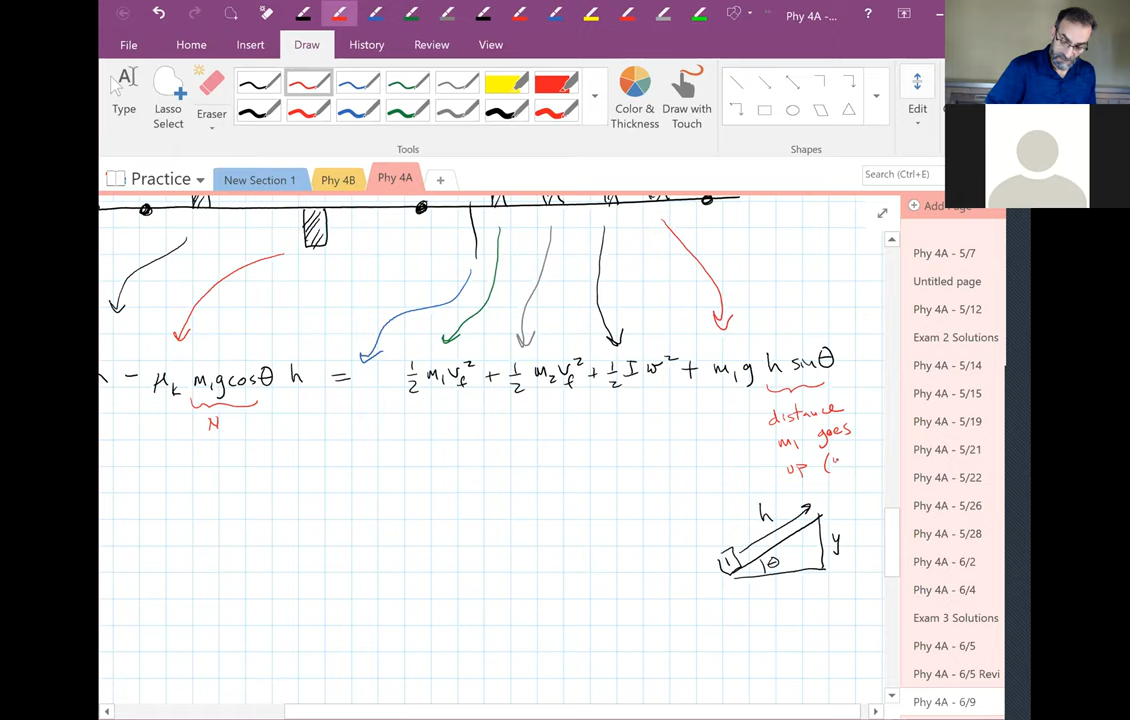 Phy 4A -...
File
Home
Insert
Draw
History
Review
View
Type
Lasso
Select
Eraser
Color &
Thickness
Draw with
Touch
Edit
Tools
Shapes
Practice
New Section 1
Phy 4B
Phy 4A
Search (Ctrl+E)
Add Page
Phy 4A - 5/7
Untitled page
Phy 4A - 5/12
Exam 2 Solutions
Phy 4A - 5/14
Phy 4A - 5/15
Phy 4A - 5/19
Phy 4A - 5/21
Phy 4A - 5/22
Phy 4A - 5/26
Phy 4A - 5/28
Phy 4A - 6/2
Phy 4A - 6/4
Exam 3 Solutions
Phy 4A - 6/5
Phy 4A - 6/5 Revi
Phy 4A - 6/9
- μk m1gcosθ h = 1/2 m1vf² + 1/2 m2vf² + 1/2 I w² + m1g h sinθ
N
distance
m1 goes
up (
h
y
1
θ